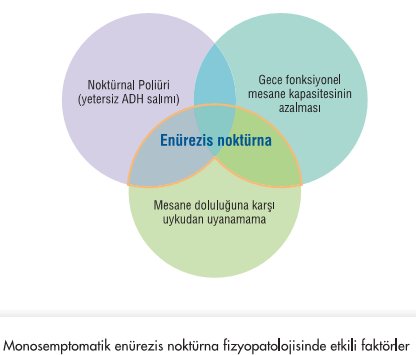 Noktürnal Poliüri
(yetersiz ADH salımı)
Gece fonksiyonel
mesane kapasitesinin
azalması
Enürezis noktürna
Mesane doluluğuna karşı
uykudan uyanamama
Monosemptomatik enürezis noktürna fizyopatolojisinde etkili faktörler